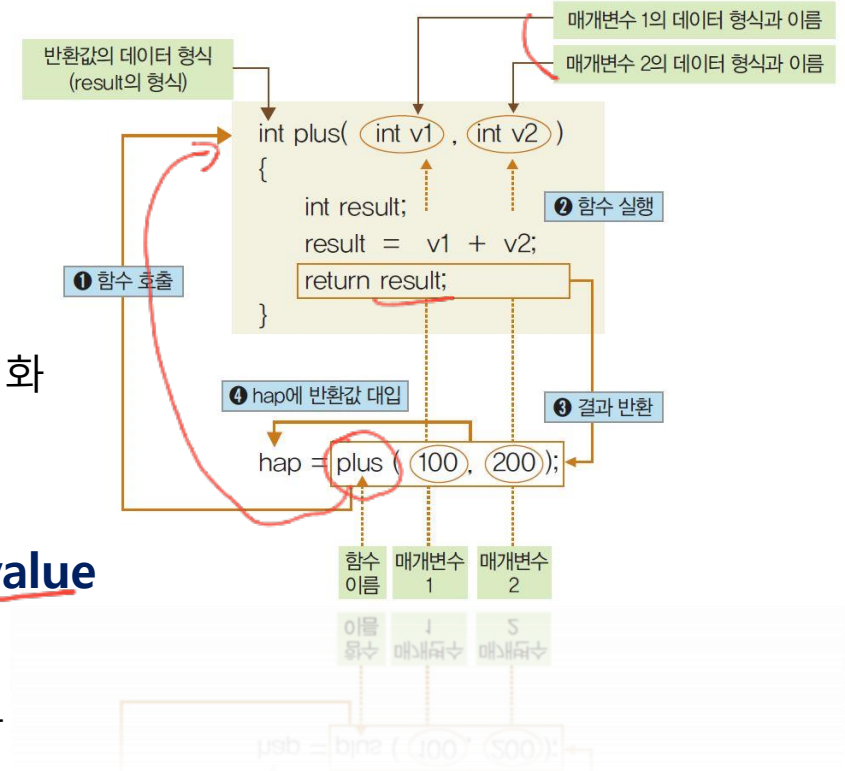 매개변수 1의 데이터 형식과 이름
반환값의 데이터 형식
(result의 형식)
매개변수 2의 데이터 형식과 이름
int plus( int v1 , int v2 )
{
int result;
❷ 함수 실행
result = v1 + v2;
❶ 함수 호출
return result;
}
화
❹ hap에 반환값 대입
❸ 결과 반환
hap = plus ( 100, 200);
value
함수 이름
매개변수 1
매개변수 2